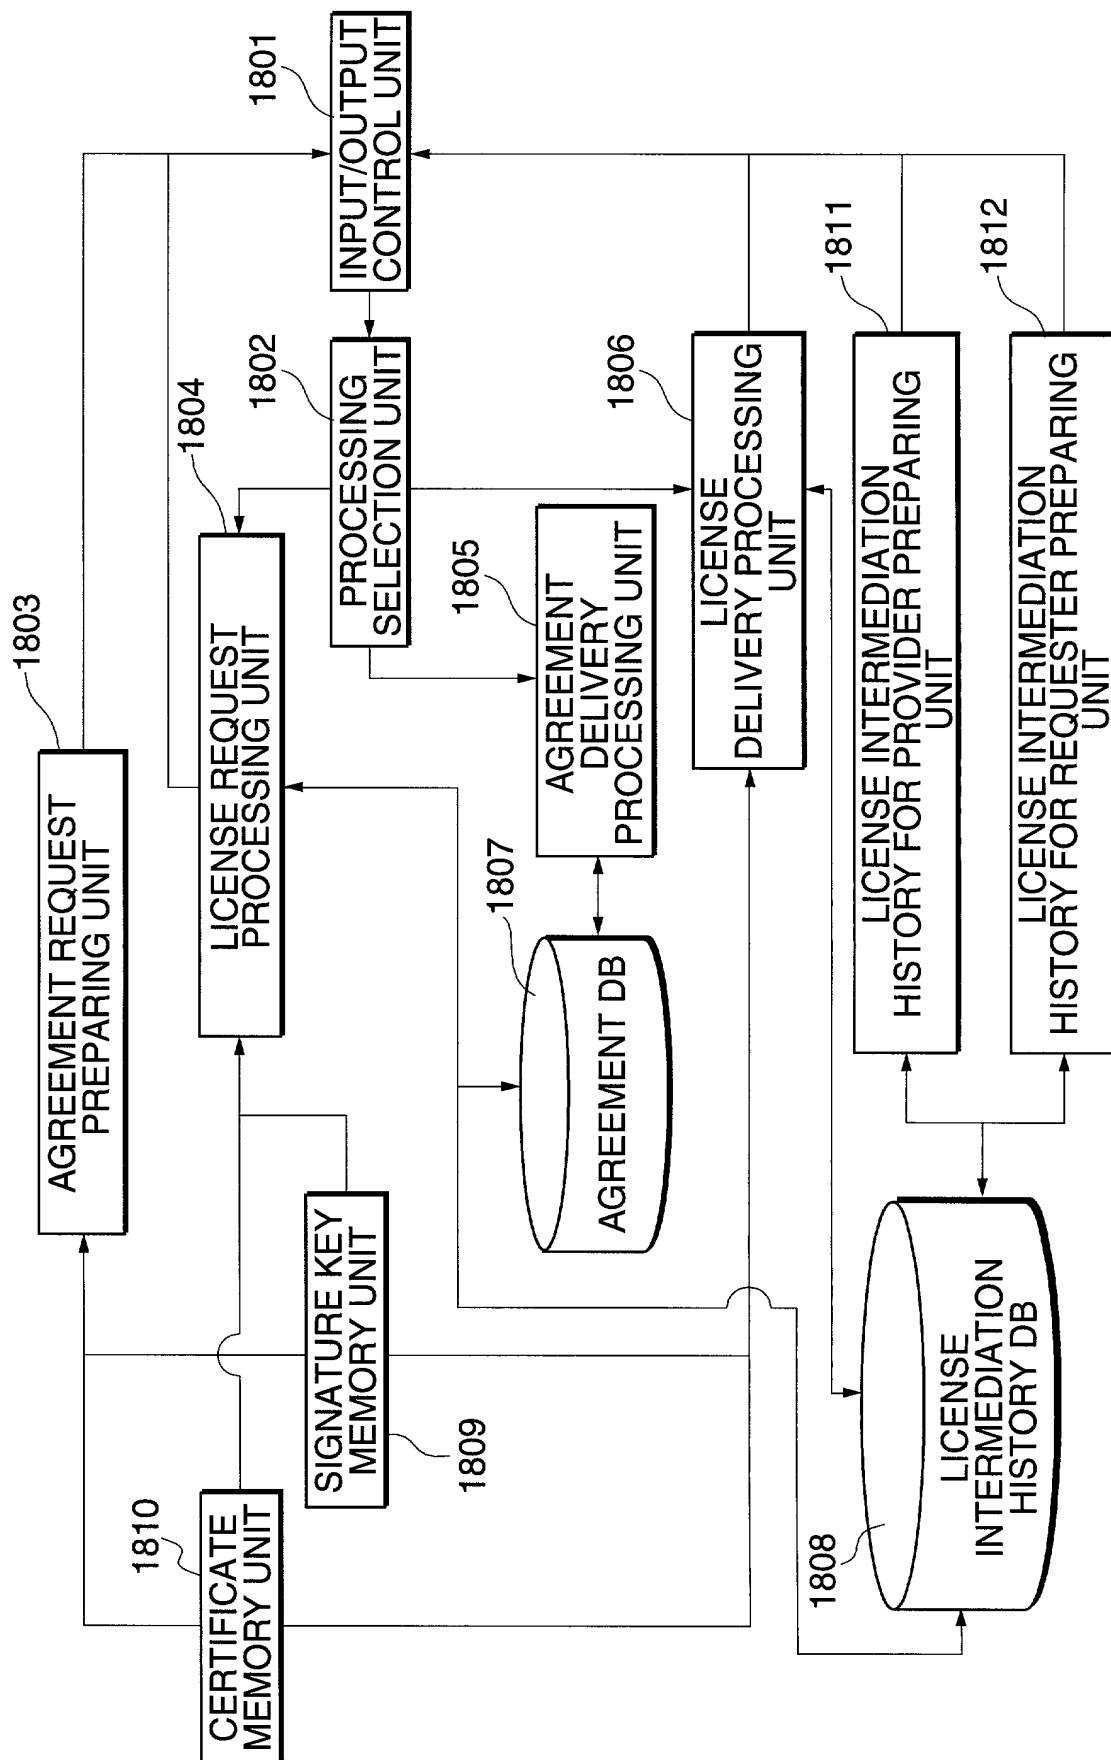 1801
INPUT/OUTPUT
CONTROL UNIT
1802
PROCESSING
SELECTION UNIT
1803
AGREEMENT REQUEST
PREPARING UNIT
1804
LICENSE REQUEST
PROCESSING UNIT
1805
AGREEMENT
DELIVERY
PROCESSING UNIT
1806
LICENSE
DELIVERY PROCESSING
UNIT
1807
AGREEMENT DB
1808
LICENSE
INTERMEDIATION
HISTORY DB
1809
SIGNATURE KEY
MEMORY UNIT
1810
CERTIFICATE
MEMORY UNIT
1811
LICENSE INTERMEDIATION
HISTORY FOR PROVIDER PREPARING
UNIT
1812
LICENSE INTERMEDIATION
HISTORY FOR REQUESTER PREPARING
UNIT